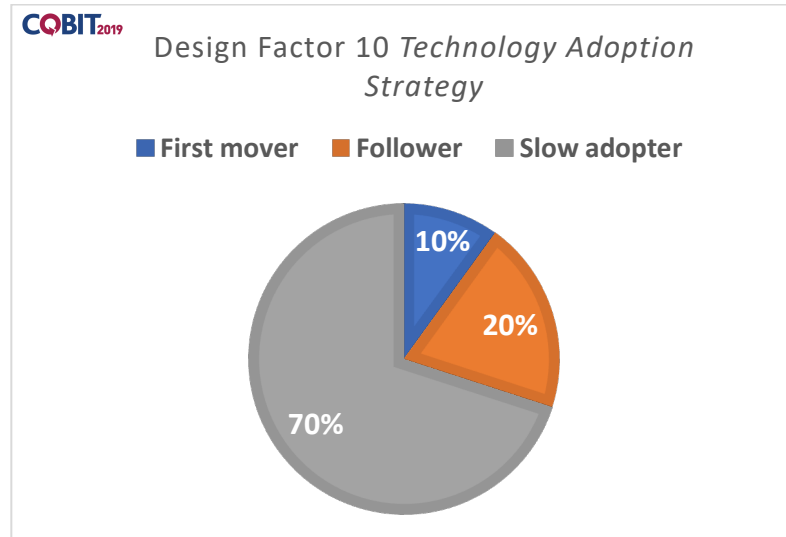 COBIT2019
Design Factor 10 Technology Adoption
Strategy
First mover Follower Slow adopter
10%
20%
70%